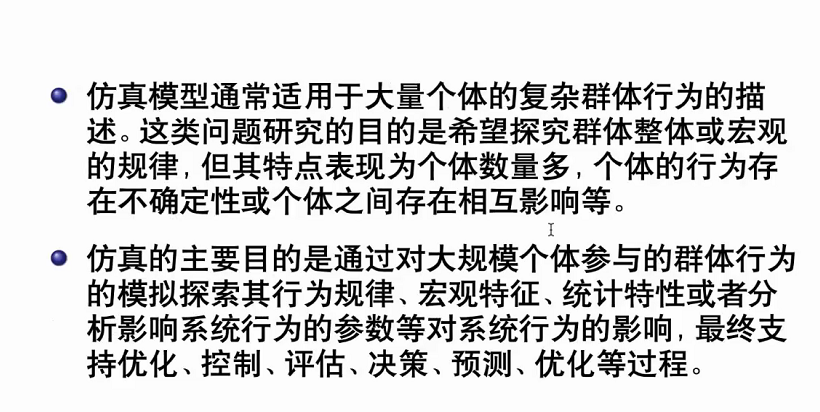 仿真模型通常适用于大量个体的复杂群体行为的描
述。这类问题研究的目的是希望探究群体整体或宏观
的规律，但其特点表现为个体数量多，个体的行为存
在不确定性或个体之间存在相互影响等。
仿真的主要目的是通过对大规模个体参与的群体行为
的模拟探索其行为规律、宏观特征、统计特性或者分
析影响系统行为的参数等对系统行为的影响，最终支
持优化、控制、评估、决策、预测、优化等过程。